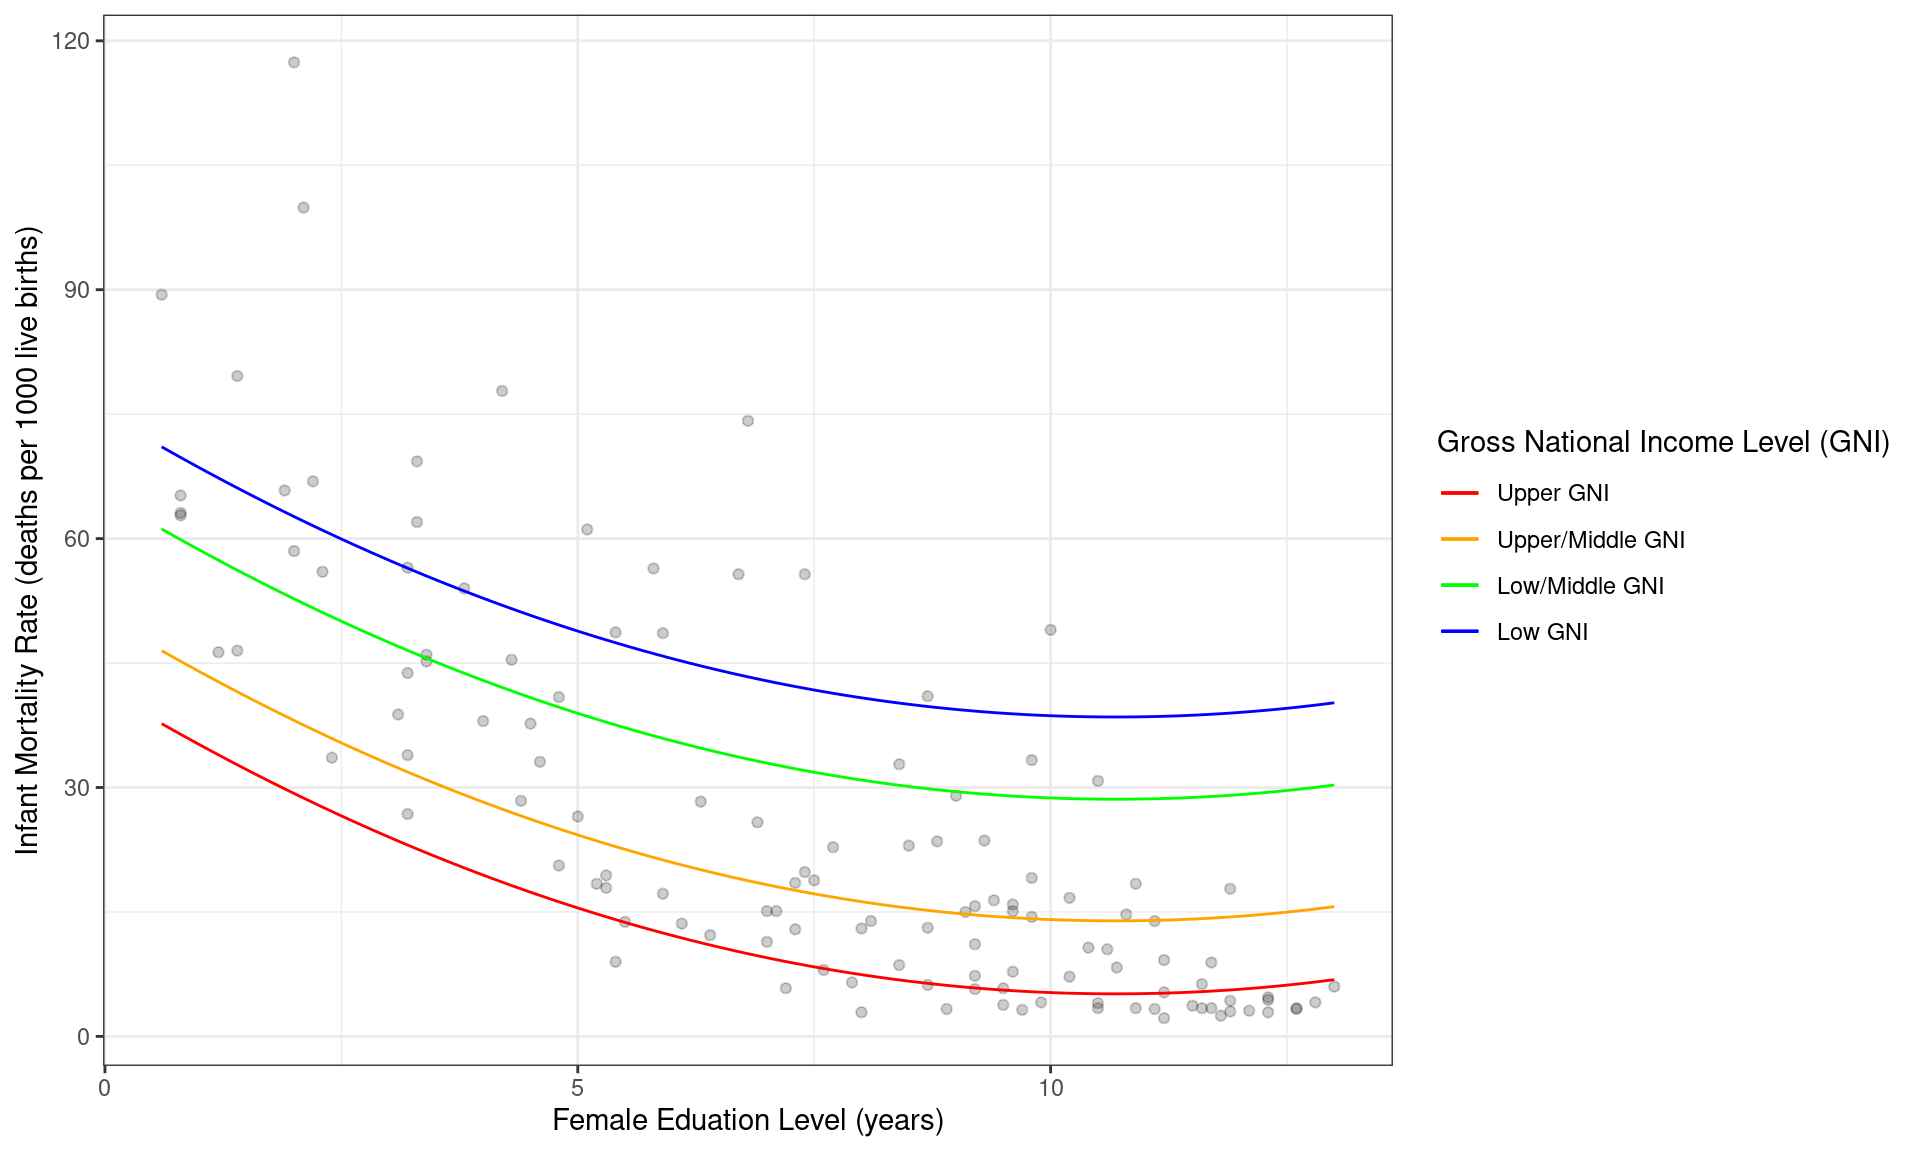 120
90
60
30
0
0 5 10
Infant Mortality Rate (deaths per 1000 live births)
Female Eduation Level (years)
Gross National Income Level (GNI)
Upper GNI
Upper/Middle GNI
Low/Middle GNI
Low GNI